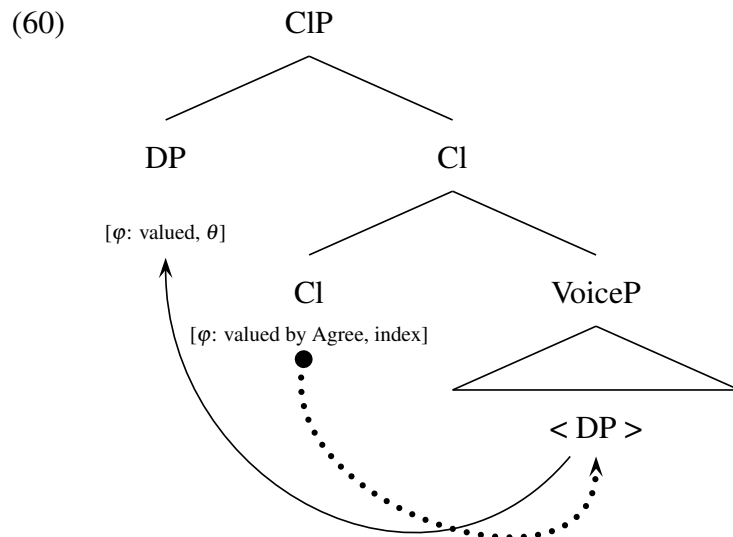 (60) ClP
DP Cl
[φ: valued, θ]
Cl VoiceP
[φ: valued by Agree, index]
< DP >